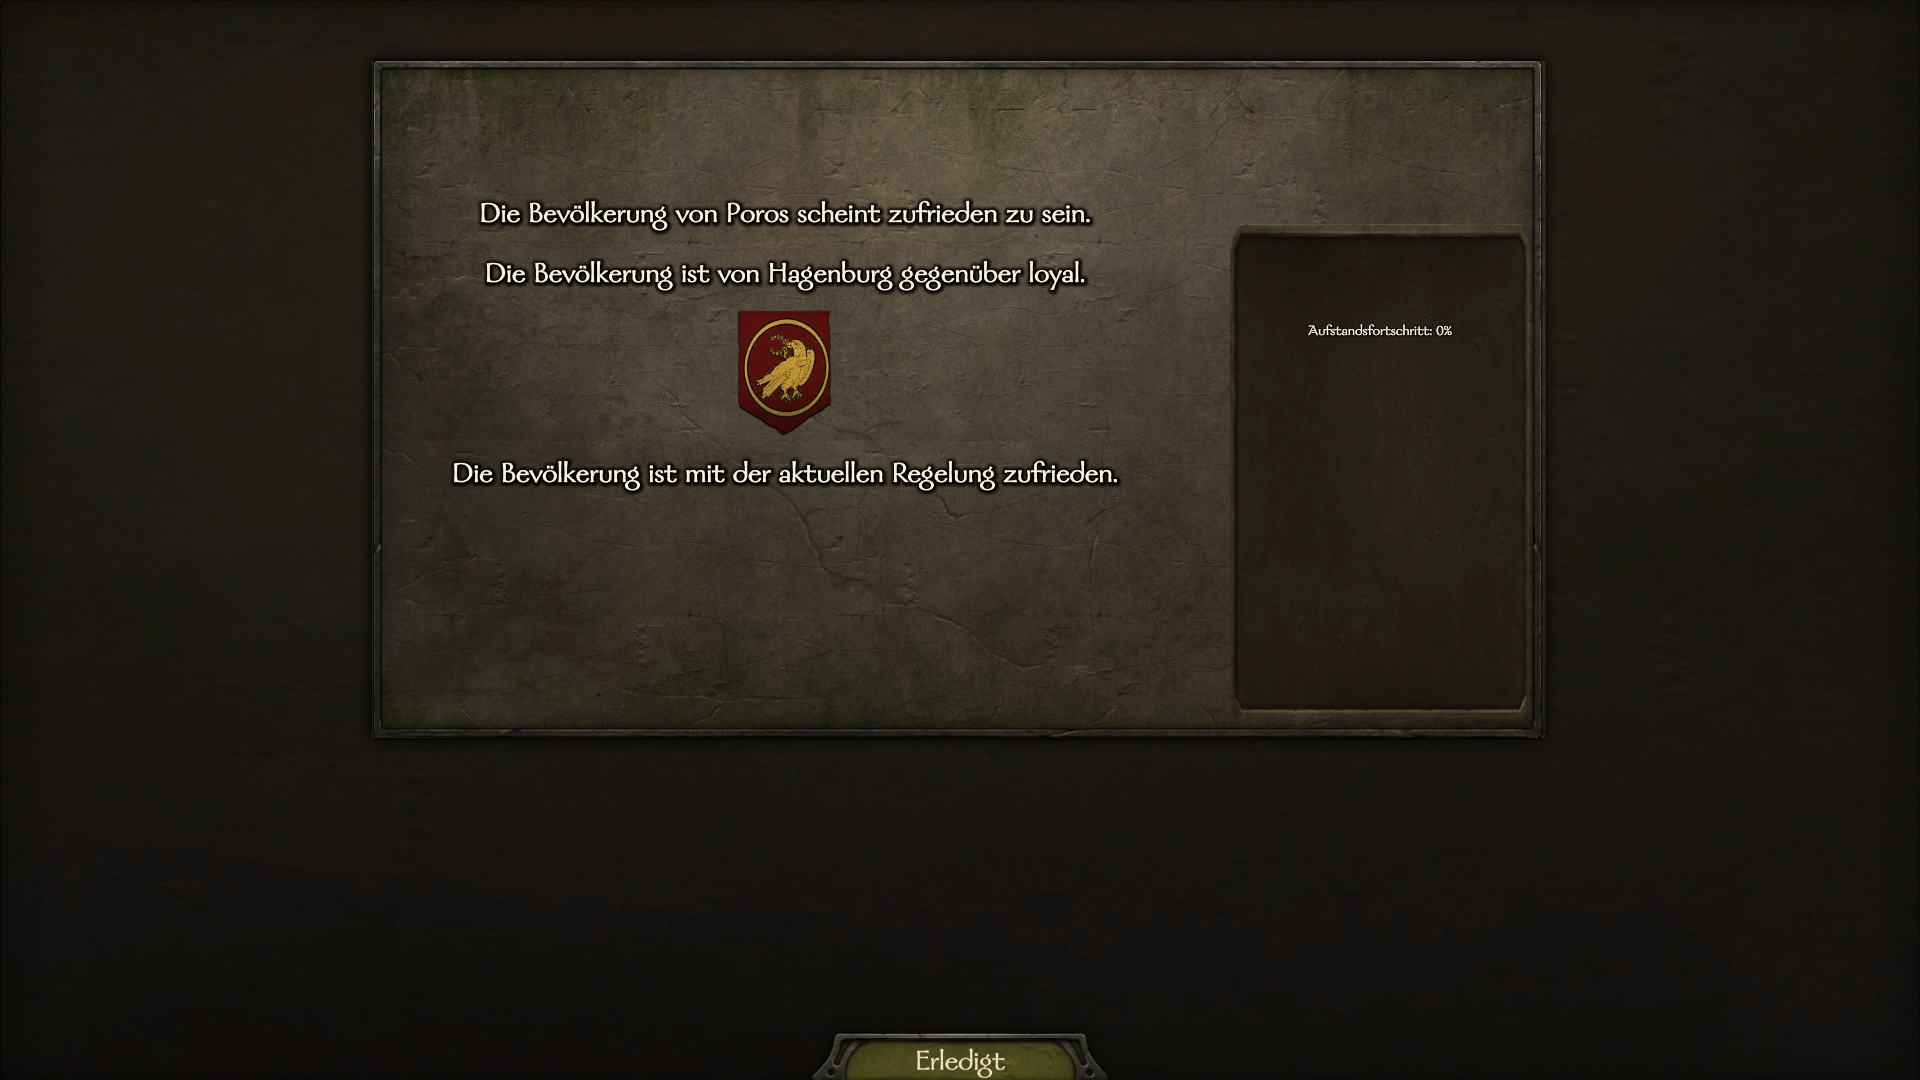 Die Bevölkerung von Poros scheint zufrieden zu sein.
Die Bevölkerung ist von Hagenburg gegenüber loyal.
Aufstandsfortschritt: 0%
Die Bevölkerung ist mit der aktuellen Regelung zufrieden.
Erledigt